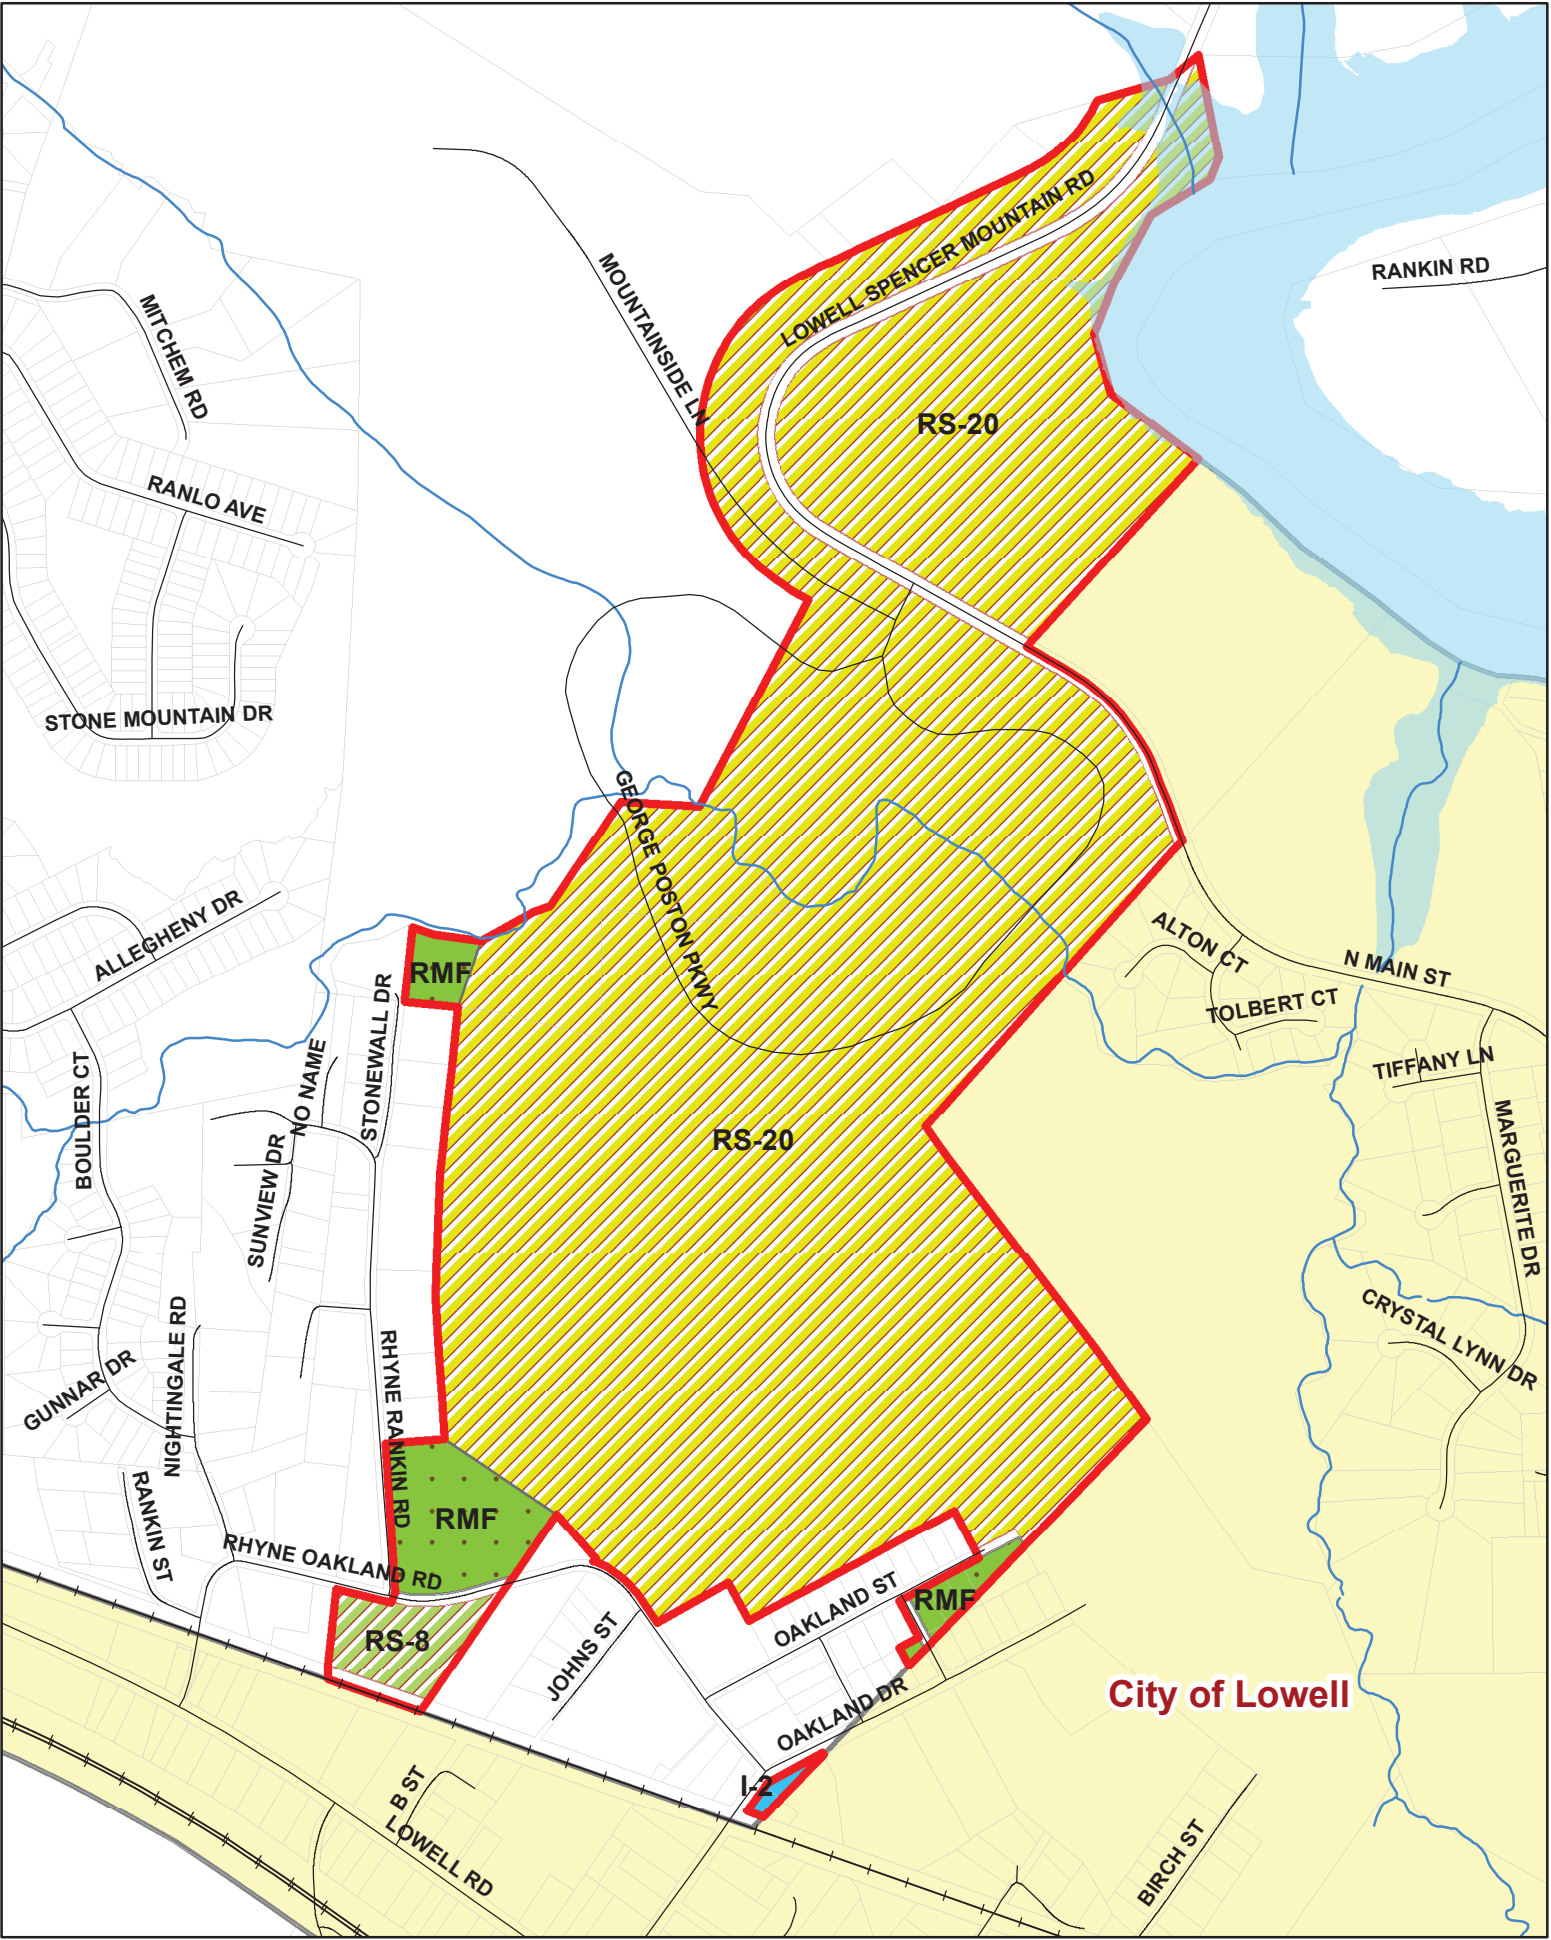 RANKIN RD
LOWELL SPENCER MOUNTAIN RD
MOUNTAINSIDE LN
MITCHEM RD
RS-20
RANLO AVE
STONE MOUNTAIN DR
GEORGE POSTON PKWY
ALLEGHENY DR
ALTON CT
N MAIN ST
RMF
STONEWALL DR
TOLBERT CT
TIFFANY LN
NO NAME
BOULDER CT
SUNVIEW DR
RS-20
MARGUERITE DR
CRYSTAL LYNN DR
NIGHTINGALE RD
RHYNE RANKIN RD
GUNNAR DR
RANKIN ST
RMF
RHYNE OAKLAND RD
OAKLAND ST
RMF
RS-8
JOHNS ST
City of Lowell
OAKLAND DR
I-2
B ST
LOWELL RD
BIRCH ST